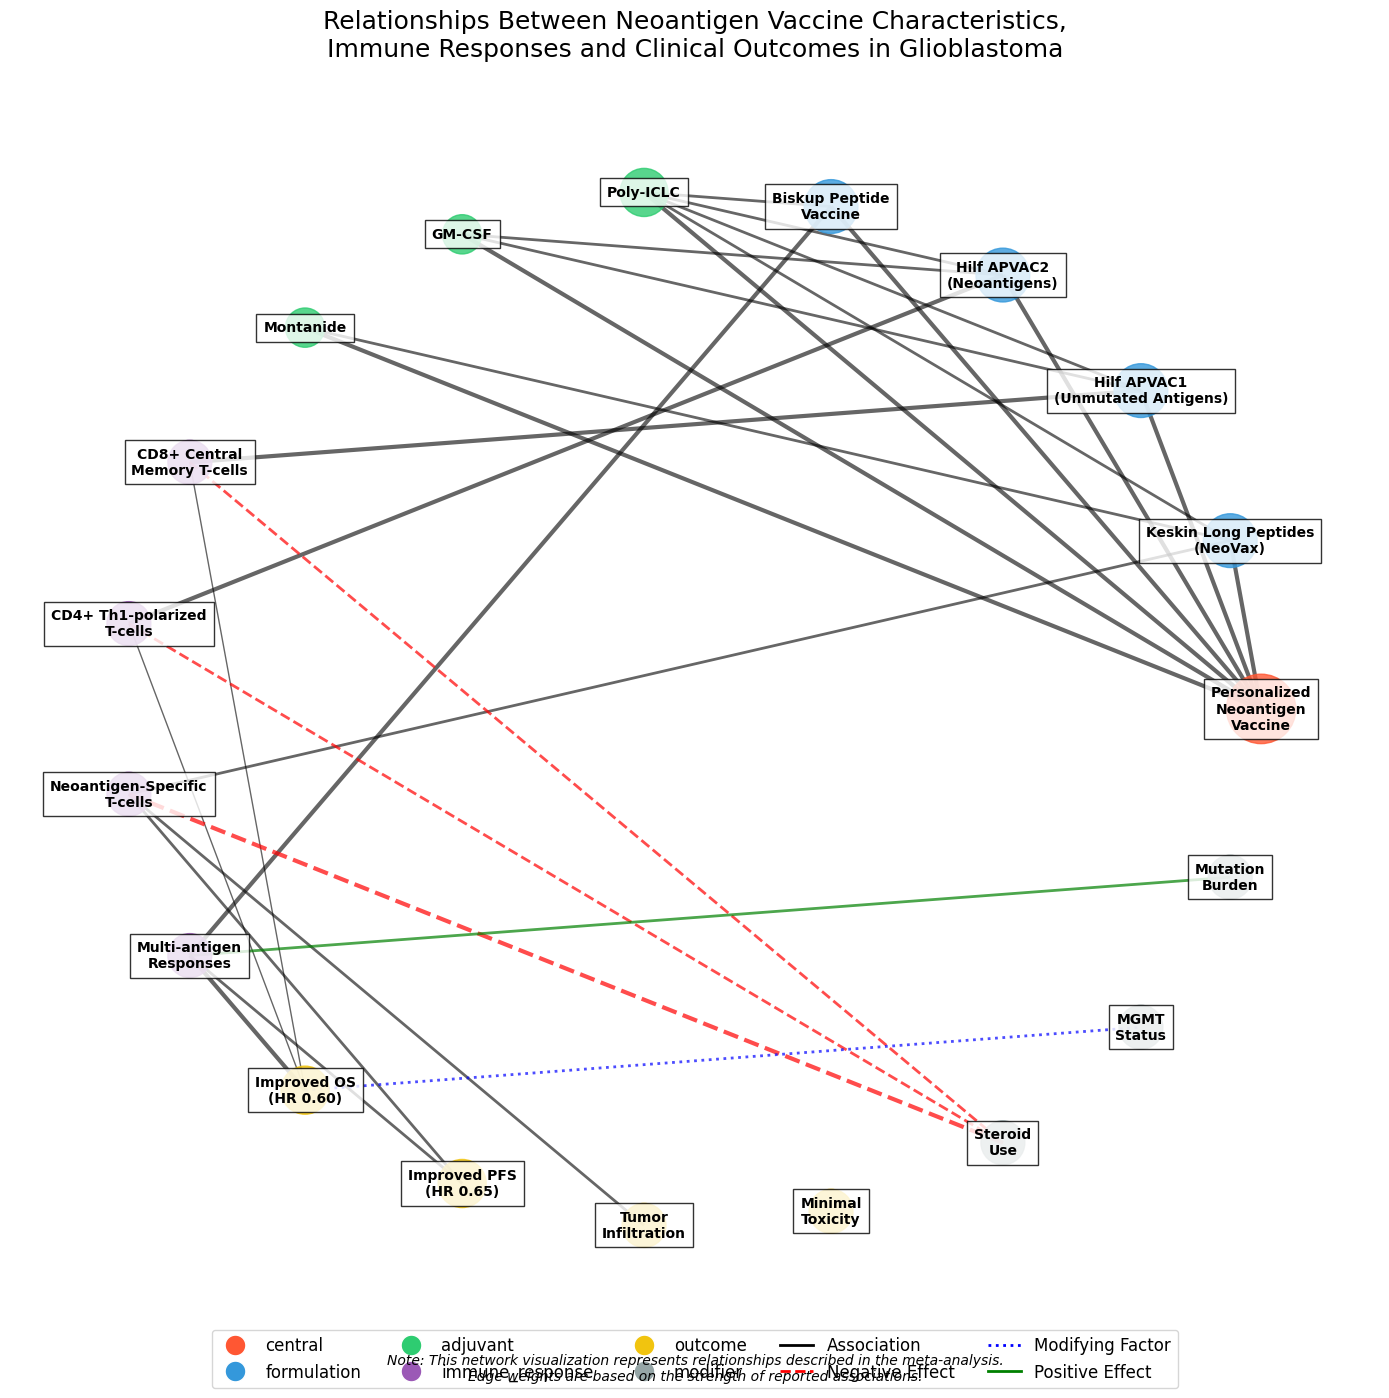 Relationships Between Neoantigen Vaccine Characteristics,
Immune Responses and Clinical Outcomes in Glioblastoma
Poly-ICLC
Biskup Peptide
Vaccine
GM-CSF
Hilf APVAC2
(Neoantigens)
Montanide
Hilf APVAC1
(Unmutated Antigens)
CD8+ Central
Memory T-cells
Keskin Long Peptides
(NeoVax)
CD4+ Th1-polarized
T-cells
Personalized
Neoantigen
Vaccine
Neoantigen-Specific
T-cells
Mutation
Burden
Multi-antigen
Responses
MGMT
Status
Improved OS
(HR 0.60)
Steroid
Use
Improved PFS
(HR 0.65)
Tumor
Infiltration
Minimal
Toxicity
central
formulation
adjuvant
immune_response
outcome
modifier
Association
Negative Effect
Modifying Factor
Positive Effect
Note: This network visualization represents relationships described in the meta-analysis.
Edge weights are based on the strength of reported associations.